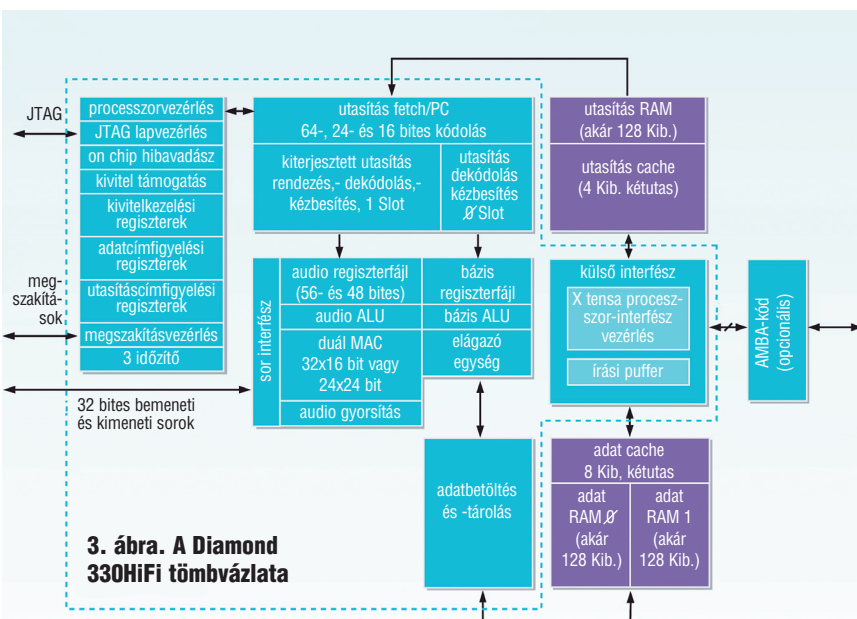 JTAG
megszakítá-
sok
32 bites bemeneti
és kimeneti sorok
processzorvezérlés
JTAG lapvezérlés
on chip hibavadász
kivitel támogatás
kivitelkezelési
regiszterek
adatcímfigyelési
regiszterek
utasításcímfigyelési
regiszterek
megszakításvezérlés
3 időzítő
utasítás fetch/PC
64-, 24- és 16 bites kódolás
kiterjesztett utasítás
rendezés,- dekódolás,-
kézbesítés, 1 Slot
utasítás
dekódolás
kézbesítés
0 Slot
sor interfész
audio regiszterfájl
(56- és 48 bites)
audio ALU
duál MAC
32x16 bit vagy
24x24 bit
audio gyorsítás
bázis
regiszterfájl
bázis ALU
elágazó
egység
adatbetöltés
és -tárolás
utasítás RAM
(akár 128 Kib.)
utasítás cache
(4 Kib. kétutas)
külső interfész
X tensa procesz-
szor-interfész
vezérlés
írási puffer
AMBA-kód
(opcionális)
adat cache
8 Kib, kétutas
adat
RAM 0
(akár
128 Kib.)
adat
RAM 1
(akár
128 Kib.)
3. ábra. A Diamond
330HiFi tömbvázlata